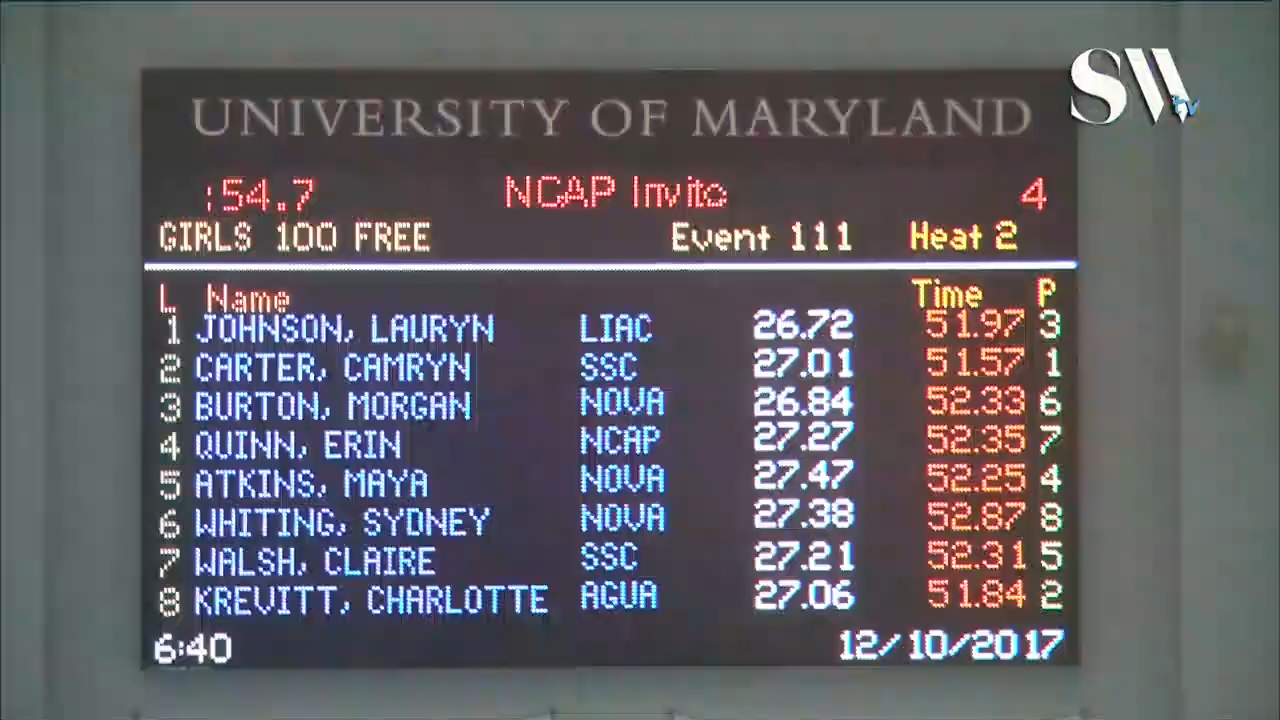 SW TV
UNIVERSITY OF MARYLAND
:54.7 NCAP Invite 4
GIRLS 100 FREE Event 111 Heat 2
L Name Time P
1 JOHNSON, LAURYN LIAC 26.72 51.97 3
2 CARTER, CAMRYN SSC 27.01 51.57 1
3 BURTON, MORGAN NOVA 26.84 52.33 6
4 QUINN, ERIN NCAP 27.27 52.35 7
5 ATKINS, MAYA NOVA 27.47 52.25 4
6 WHITING, SYDNEY NOVA 27.38 52.87 8
7 WALSH, CLAIRE SSC 27.21 52.31 5
8 KREVITT, CHARLOTTE AGUA 27.06 51.84 2
6:40 12/10/2017